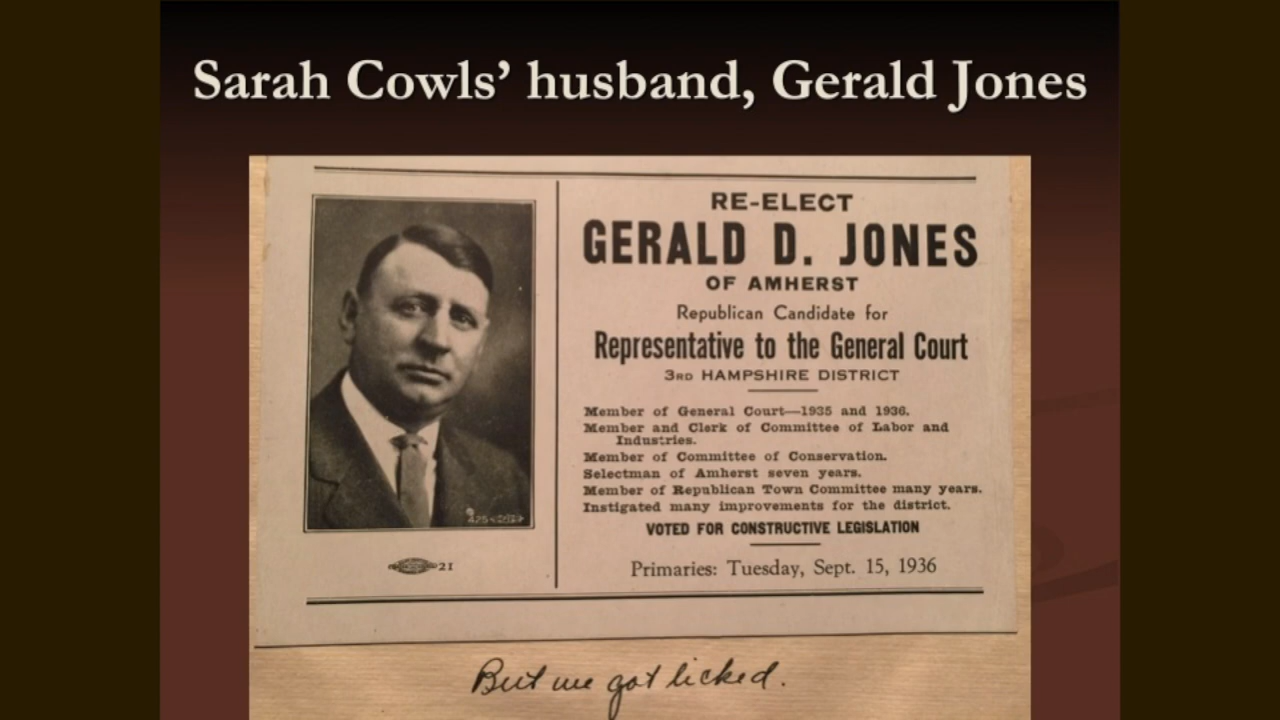 Sarah Cowls’ husband, Gerald Jones
RE-ELECT
GERALD D. JONES
OF AMHERST
Republican Candidate for
Representative to the General Court
3RD HAMPSHIRE DISTRICT
Member of General Court—1935 and 1936.
Member and Clerk of Committee of Labor and
Industries.
Member of Committee of Conservation.
Selectman of Amherst seven years.
Member of Republican Town Committee many years.
Instigated many improvements for the district.
VOTED FOR CONSTRUCTIVE LEGISLATION
Primaries: Tuesday, Sept. 15, 1936
21
But we got licked.